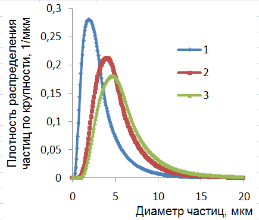 Плотность распределения
частиц по крупности, 1/мкм
0,3
0,25
0,2
0,15
0,1
0,05
0
1
2
3
0 5 10 15 20
Диаметр частиц, мкм